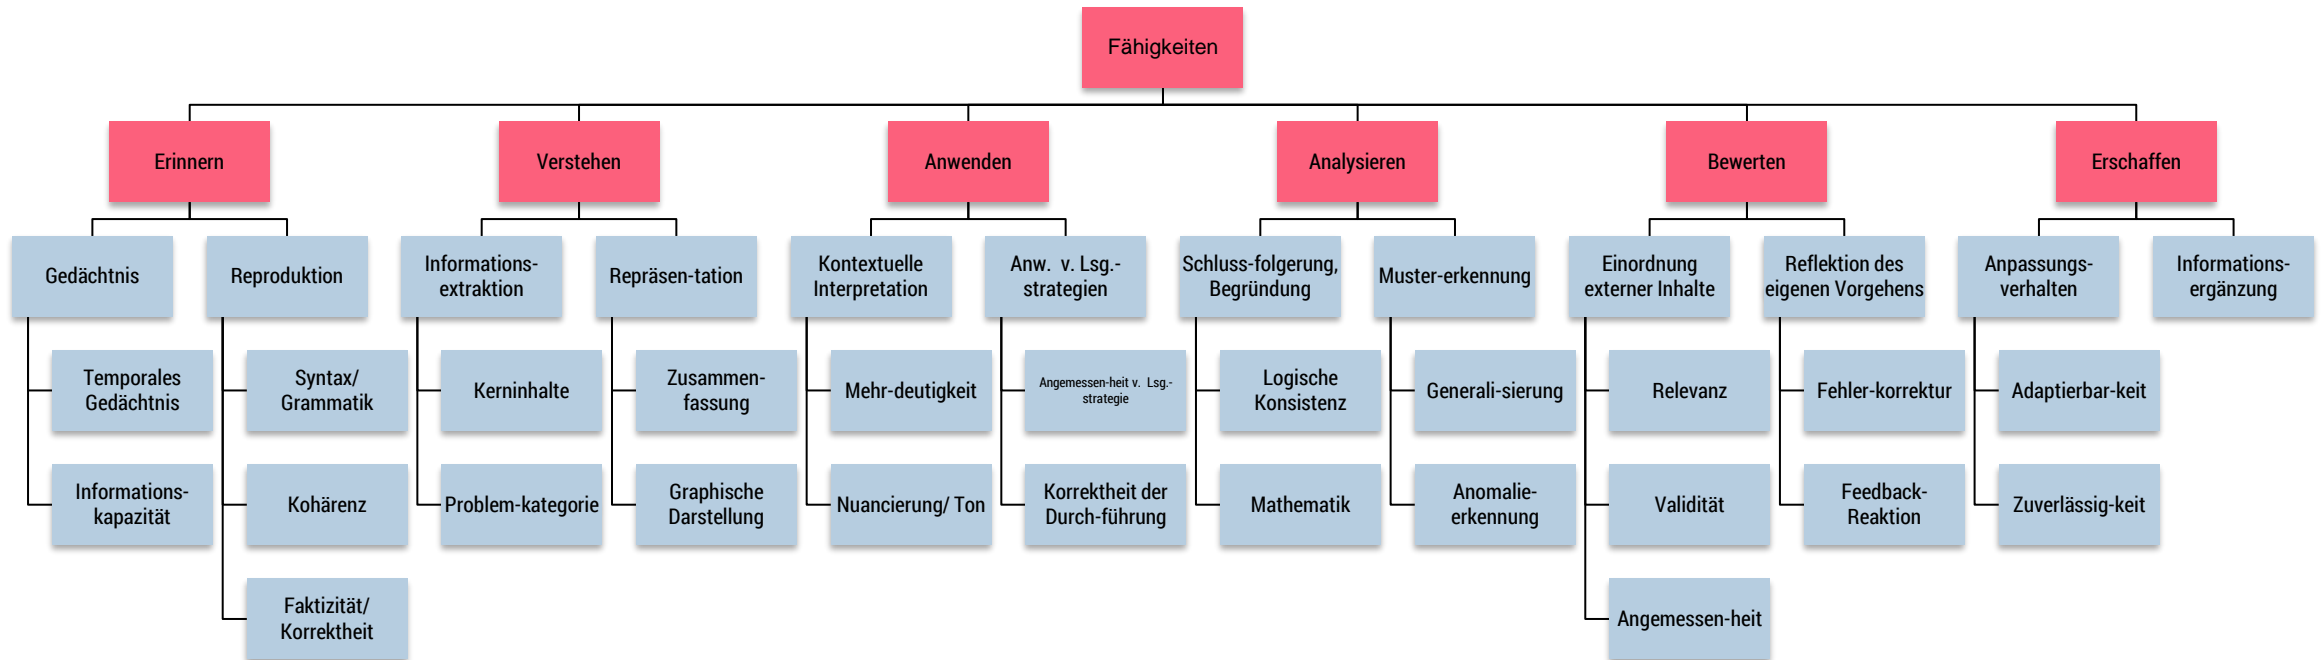 Fähigkeiten
Erinnern
Verstehen
Anwenden
Analysieren
Bewerten
Erschaffen
Gedächtnis
Reproduktion
Informations-
extraktion
Repräsen-tation
Kontextuelle
Interpretation
Anw.  v. Lsg.-
strategien
Schluss-folgerung,
Begründung
Muster-erkennung
Einordnung
externer Inhalte
Reflektion des
eigenen Vorgehens
Anpassungs-
verhalten
Informations-
ergänzung
Temporales
Gedächtnis
Syntax/
Grammatik
Kerninhalte
Zusammen-
fassung
Mehr-deutigkeit
Angemessen-heit v.  Lsg.-
strategie
Logische
Konsistenz
Generali-sierung
Relevanz
Fehler-korrektur
Adaptierbar-keit
Informations-
kapazität
Kohärenz
Problem-kategorie
Graphische
Darstellung
Nuancierung/ Ton
Korrektheit der
Durch-führung
Mathematik
Anomalie-
erkennung
Validität
Feedback-
Reaktion
Zuverlässig-keit
Faktizität/
Korrektheit
Angemessen-heit